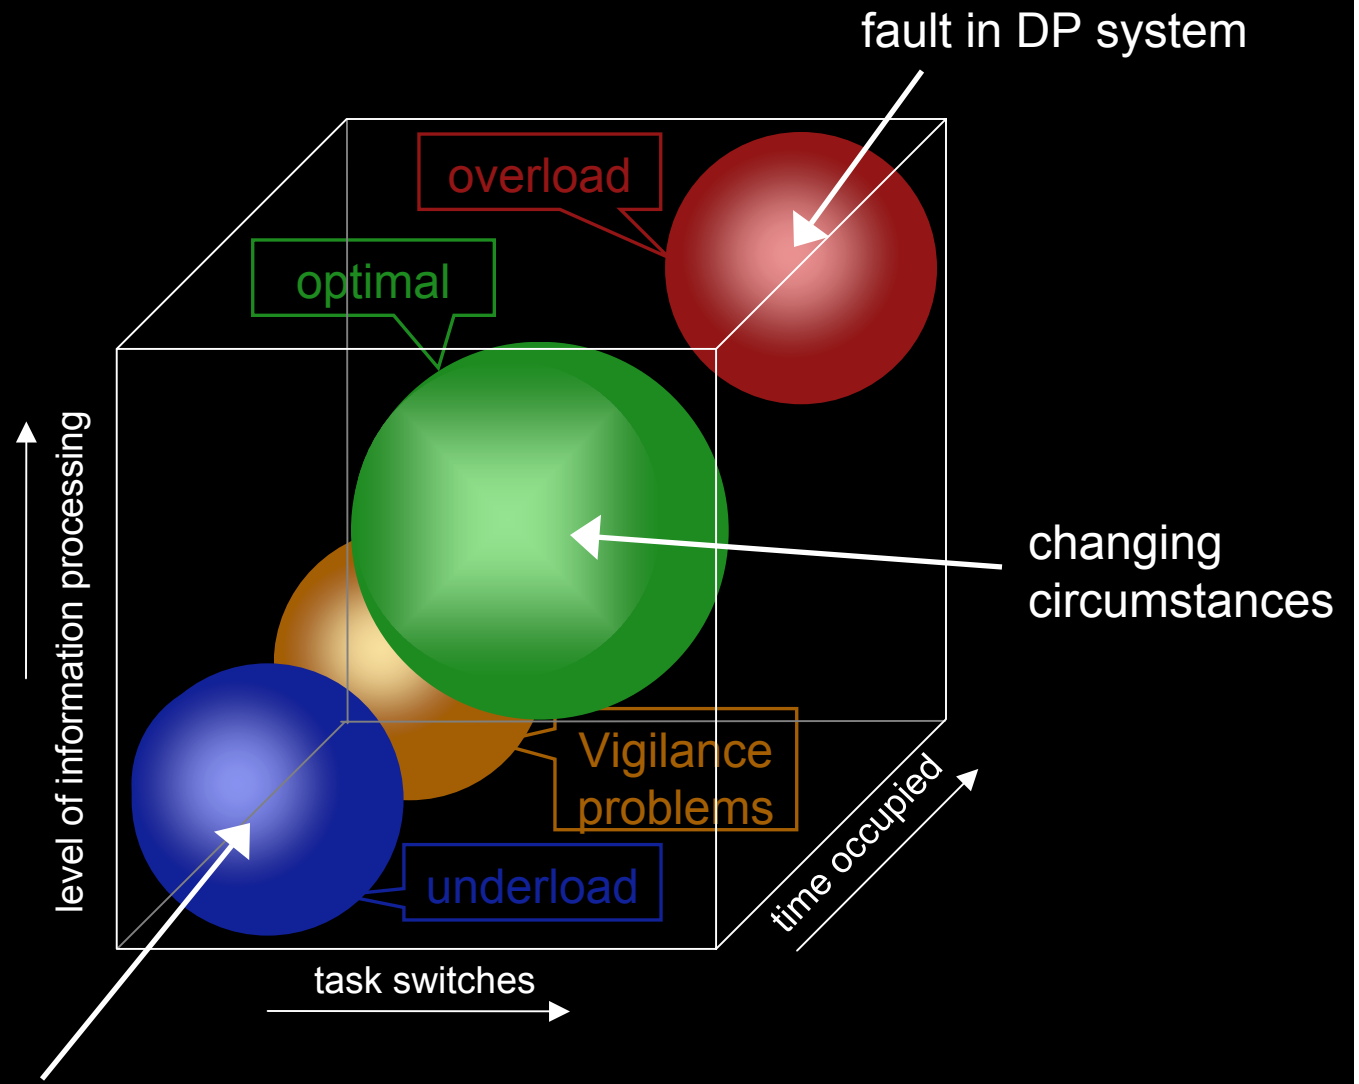 fault in DP system
overload
optimal
level of information processing
changing
circumstances
Vigilance
problems
underload
time occupied
task switches